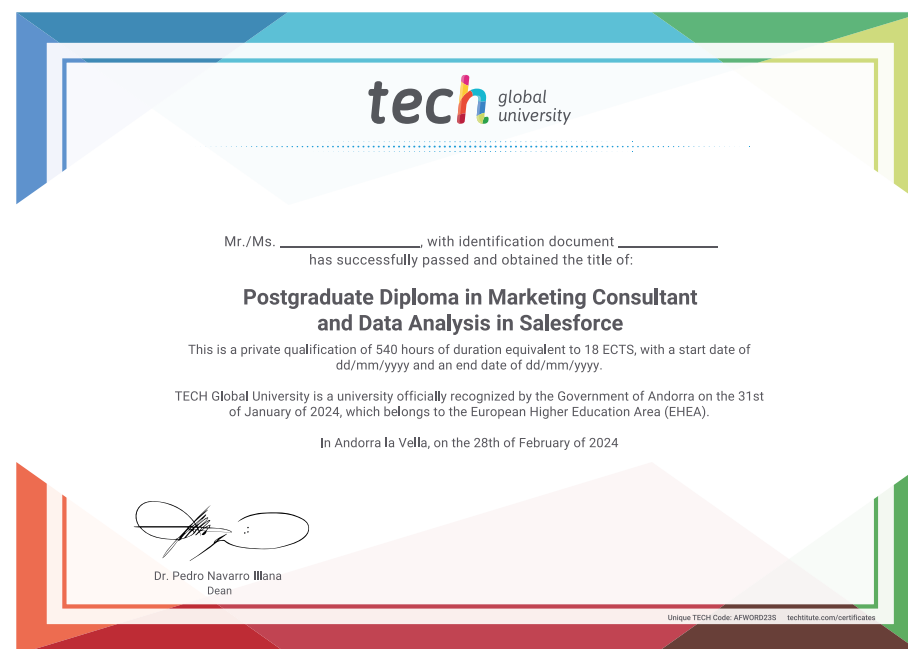 tech global university
Mr./Ms. ____________________, with identification document ______________
has successfully passed and obtained the title of:
Postgraduate Diploma in Marketing Consultant
and Data Analysis in Salesforce
This is a private qualification of 540 hours of duration equivalent to 18 ECTS, with a start date of
dd/mm/yyyy and an end date of dd/mm/yyyy.
TECH Global University is a university officially recognized by the Government of Andorra on the 31st
of January of 2024, which belongs to the European Higher Education Area (EHEA).
In Andorra la Vella, on the 28th of February of 2024
Dr. Pedro Navarro Illana
Dean
Unique TECH Code: AFWORD23S techtitute.com/certificates